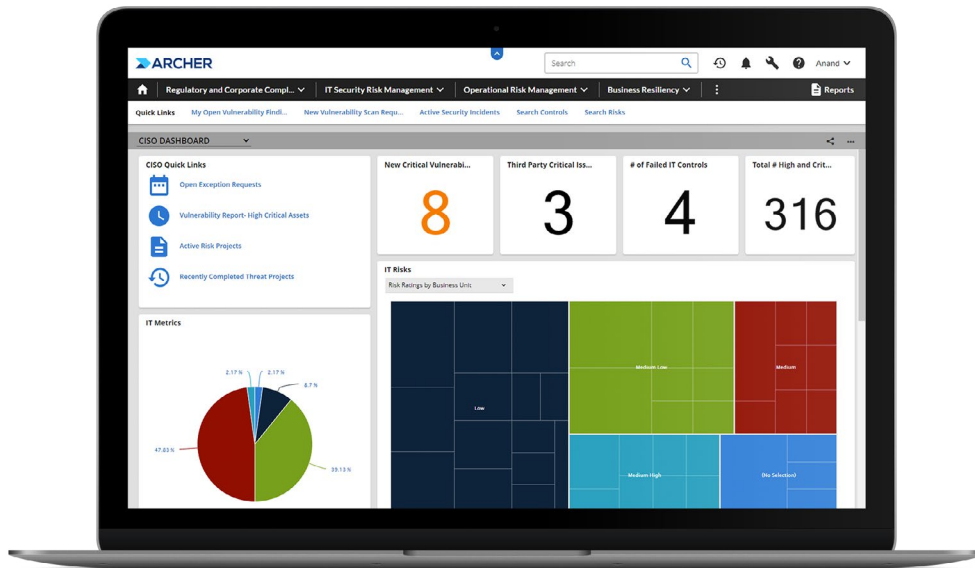 ARCHER
Search
Anand
Regulatory and Corporate Compl...
IT Security Risk Management
Operational Risk Management
Business Resiliency
Reports
Quick Links
My Open Vulnerability Findi...
New Vulnerability Scan Requ...
Active Security Incidents
Search Controls
Search Risks
CISO DASHBOARD
CISO Quick Links
Open Exception Requests
Vulnerability Report- High Critical Assets
Active Risk Projects
Recently Completed Threat Projects
New Critical Vulnerabi...
8
Third Party Critical Iss...
3
# of Failed IT Controls
4
Total # High and Crit...
316
IT Metrics
2.17 %
2.17 %
8.7 %
47.83 %
39.13 %
IT Risks
Risk Ratings by Business Unit
Low
Medium Low
Medium
Medium High
(No Selection)